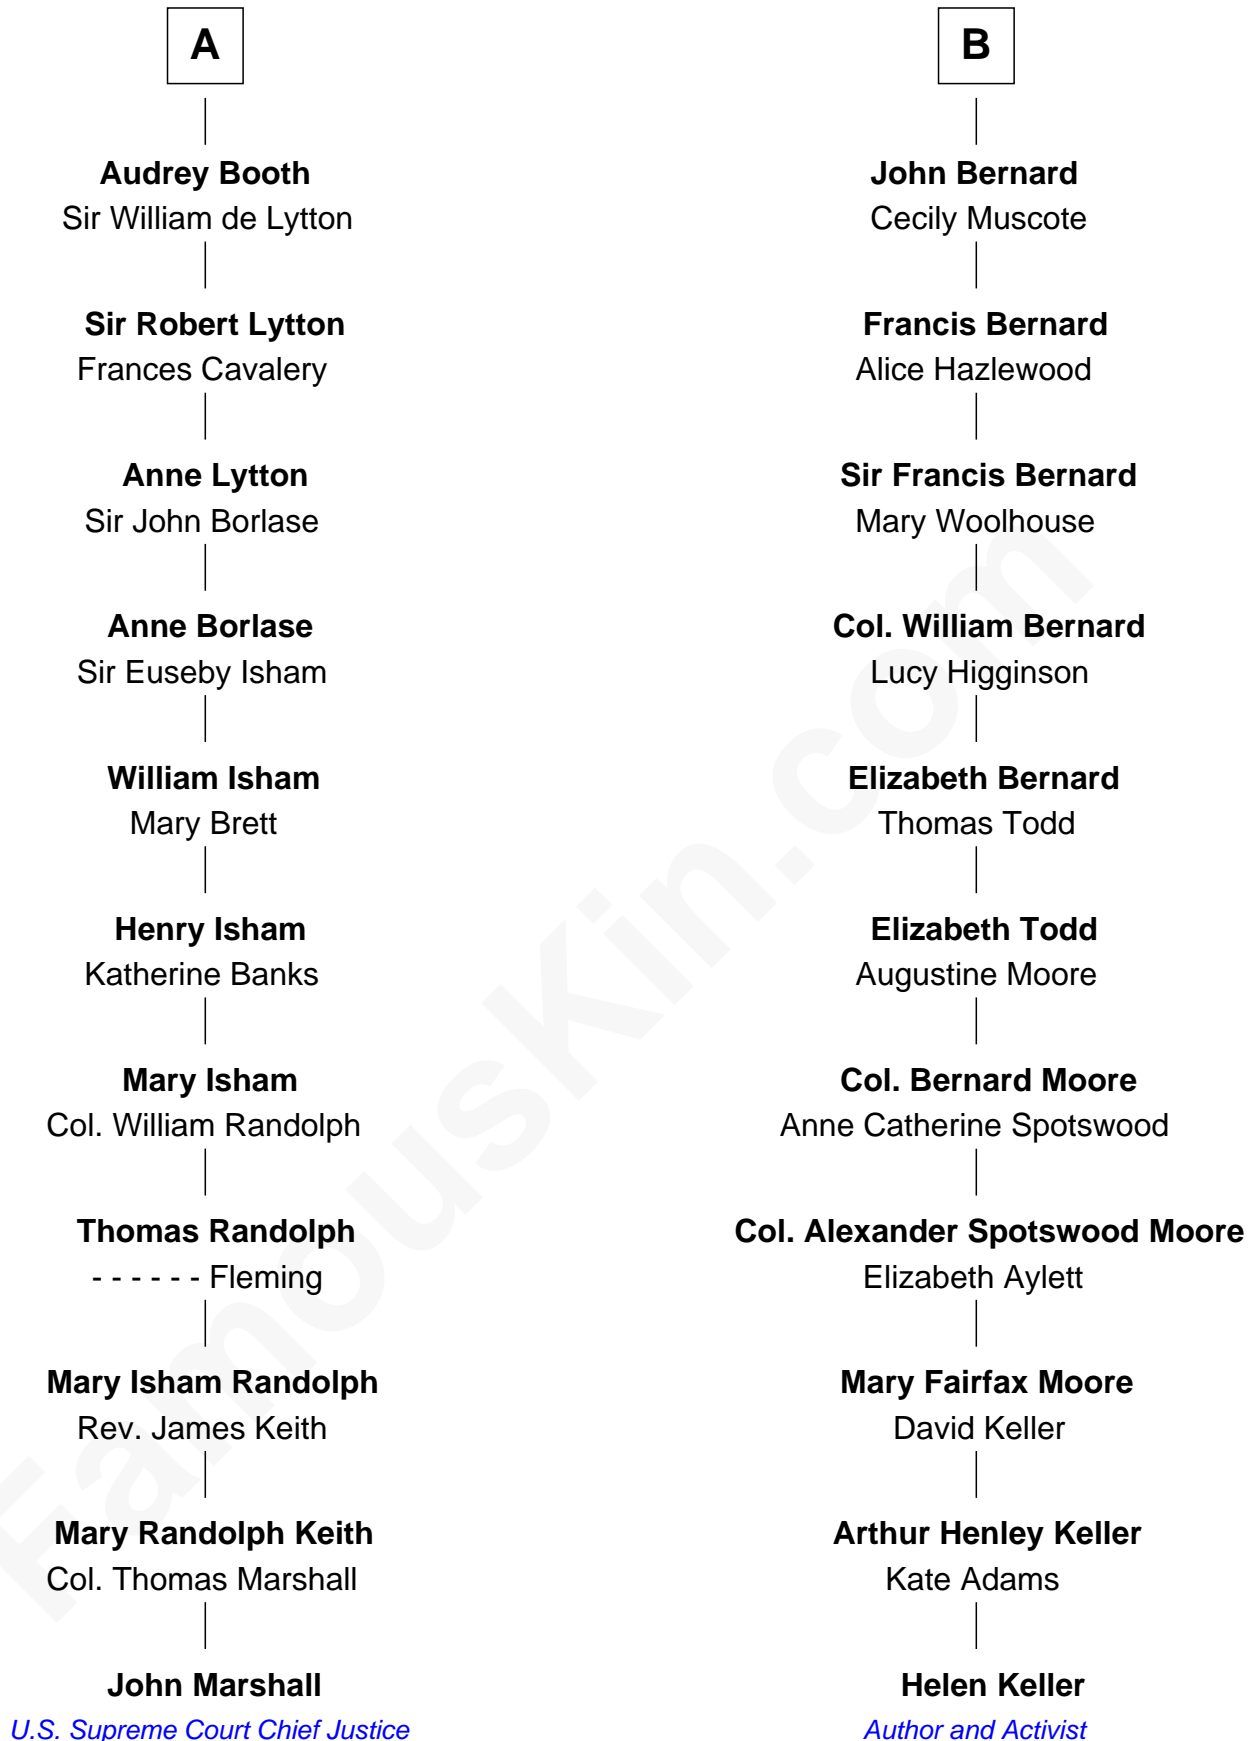 A
Audrey Booth
Sir William de Lytton
Sir Robert Lytton
Frances Cavalery
Anne Lytton
Sir John Borlase
Anne Borlase
Sir Euseby Isham
William Isham
Mary Brett
Henry Isham
Katherine Banks
Mary Isham
Col. William Randolph
Thomas Randolph
- - - - - - Fleming
Mary Isham Randolph
Rev. James Keith
Mary Randolph Keith
Col. Thomas Marshall
John Marshall
U.S. Supreme Court Chief Justice
B
John Bernard
Cecily Muscote
Francis Bernard
Alice Hazlewood
Sir Francis Bernard
Mary Woolhouse
Col. William Bernard
Lucy Higginson
Elizabeth Bernard
Thomas Todd
Elizabeth Todd
Augustine Moore
Col. Bernard Moore
Anne Catherine Spotswood
Col. Alexander Spotswood Moore
Elizabeth Aylett
Mary Fairfax Moore
David Keller
Arthur Henley Keller
Kate Adams
Helen Keller
Author and Activist
FamousKin.com